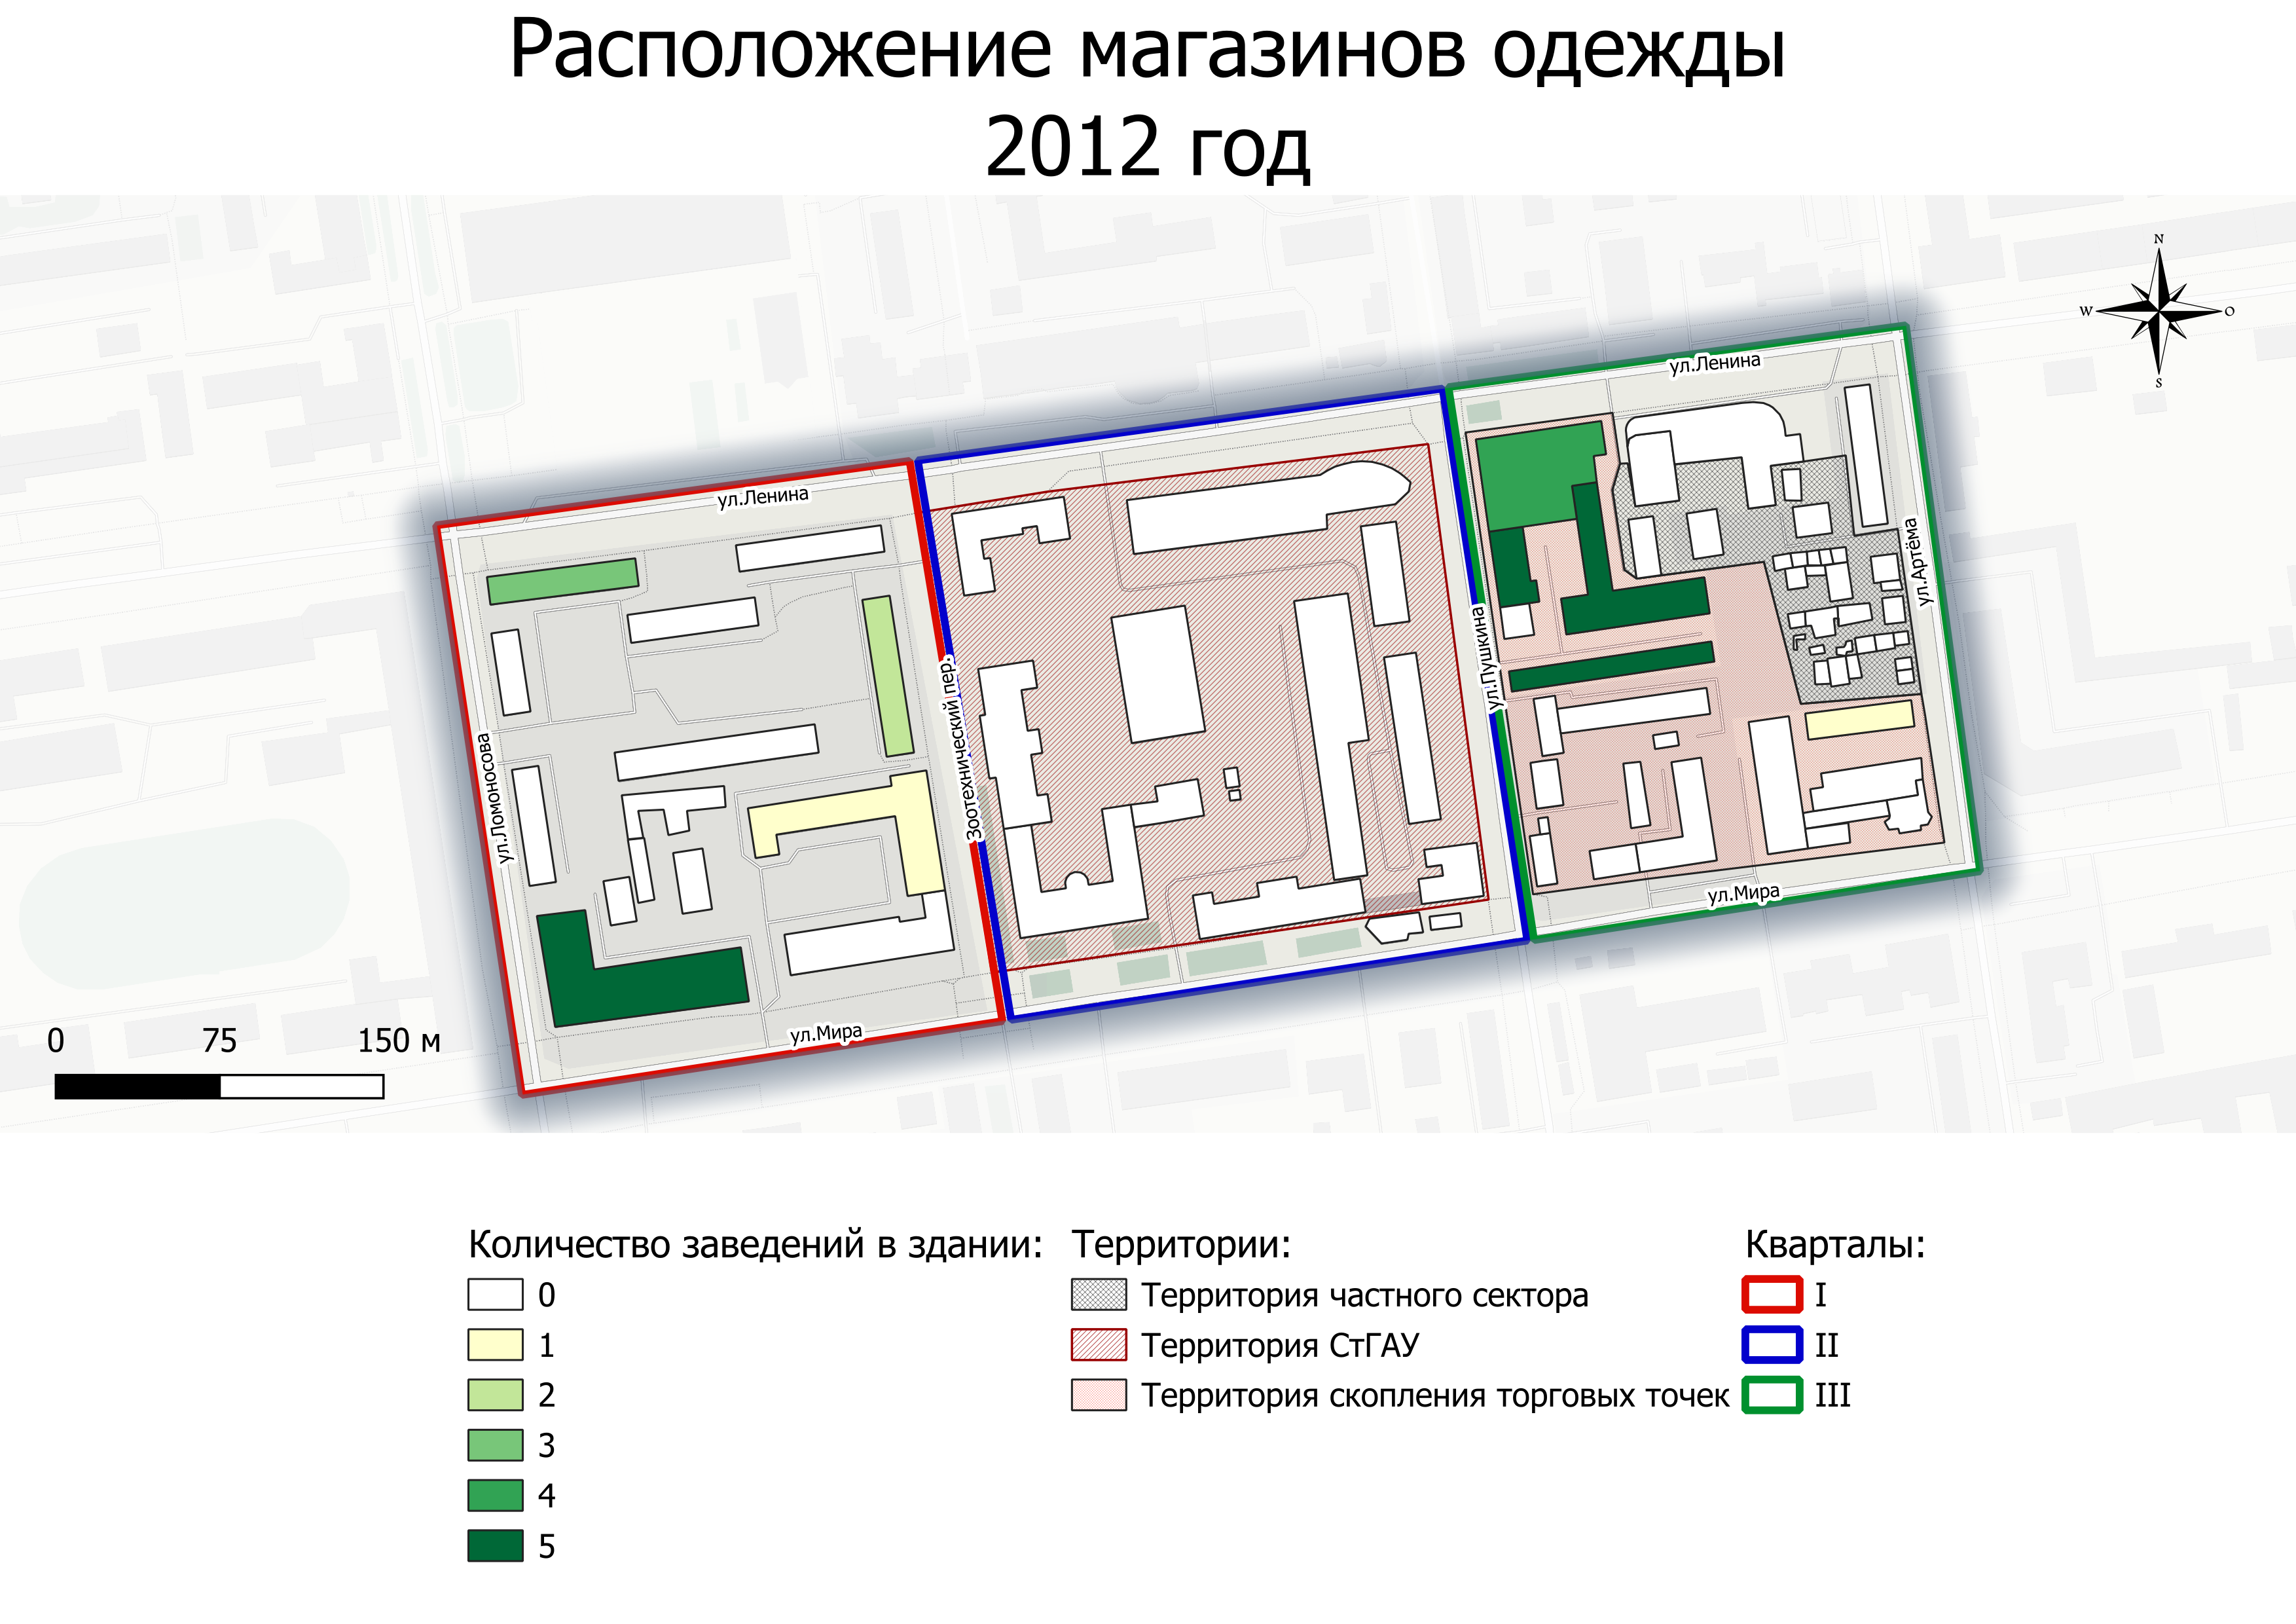 Расположение магазинов одежды
2012 год
N
W
O
S
ул.Ленина
ул.Ленина
ул.Артёма
ул.Пушкина
Зоотехнический пер.
ул.Ломоносова
ул.Мира
ул.Мира
0 75 150 м
Количество заведений в здании:
0
1
2
3
4
5
Территории:
Территория частного сектора
Территория СтГАУ
Территория скопления торговых точек
Кварталы:
I
II
III